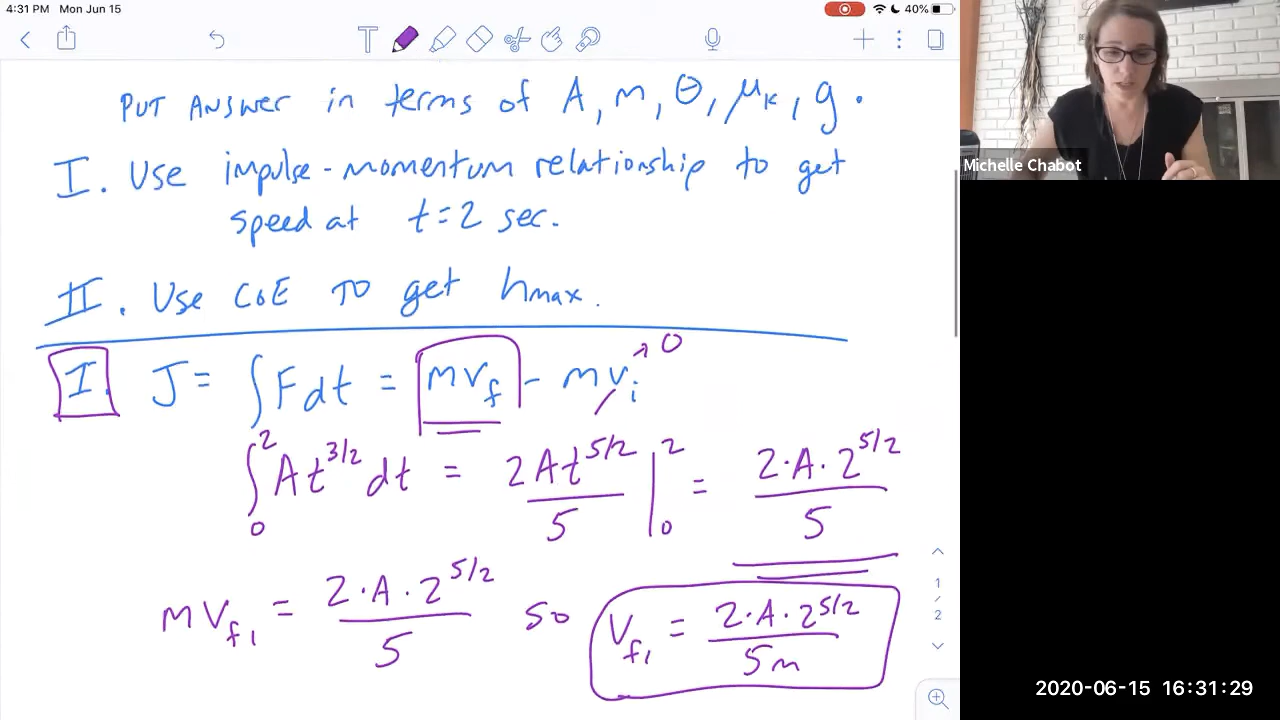 4:31 PM Mon Jun 15
40%
T
Put Answer in terms of A, m, θ, μk, g.
I. Use impulse-momentum relationship to get
speed at t=2 sec.
II. Use CoE to get hmax.
I. J = ∫ F dt = mvf - mvi → 0
∫₀² At^3/2 dt = 2At^5/2 / 5 |₀² = 2·A·2^5/2 / 5
mvf1 = 2·A·2^5/2 / 5 so vf1 = 2·A·2^5/2 / 5m
1 / 2
Michelle Chabot
2020-06-15 16:31:29